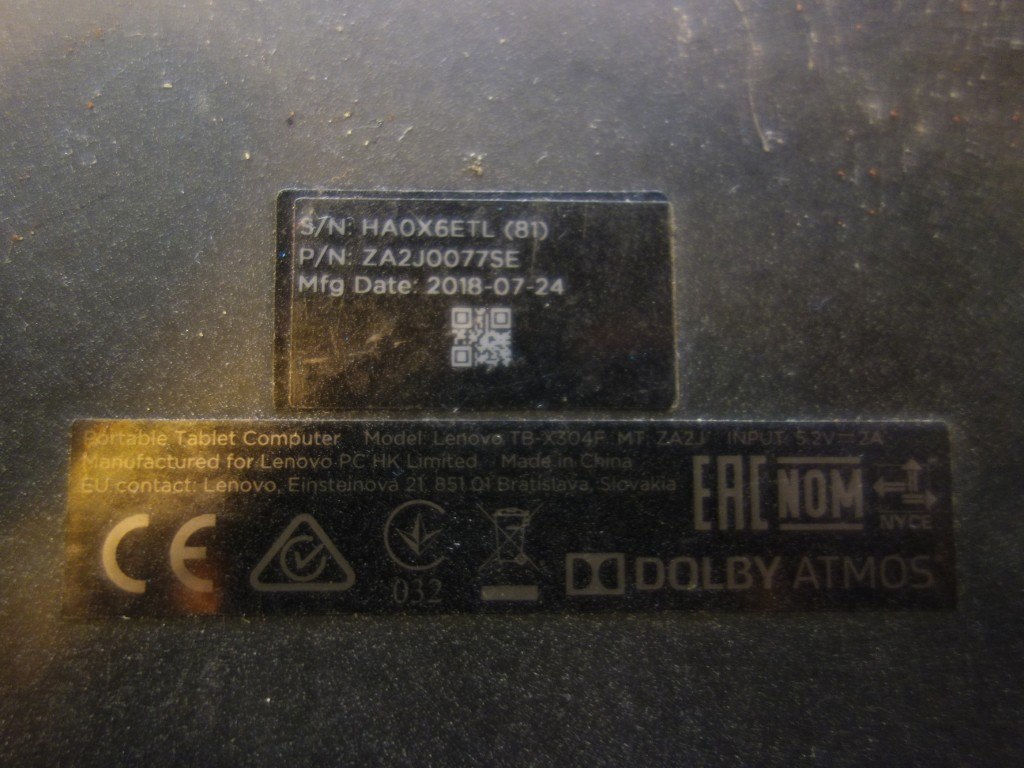 S/N: HA0X6ETL (81)
P/N: ZA2J0077SE
Mfg Date: 2018-07-24
Portable Tablet Computer Model: Lenovo TB-X304F MT: ZA2J INPUT: 5.2V⎓2A
Manufactured for Lenovo PC HK Limited Made in China
EU contact: Lenovo, Einsteinova 21, 851 01 Bratislava, Slovakia
EAC NOM NYCE
CE 032 DOLBY ATMOS